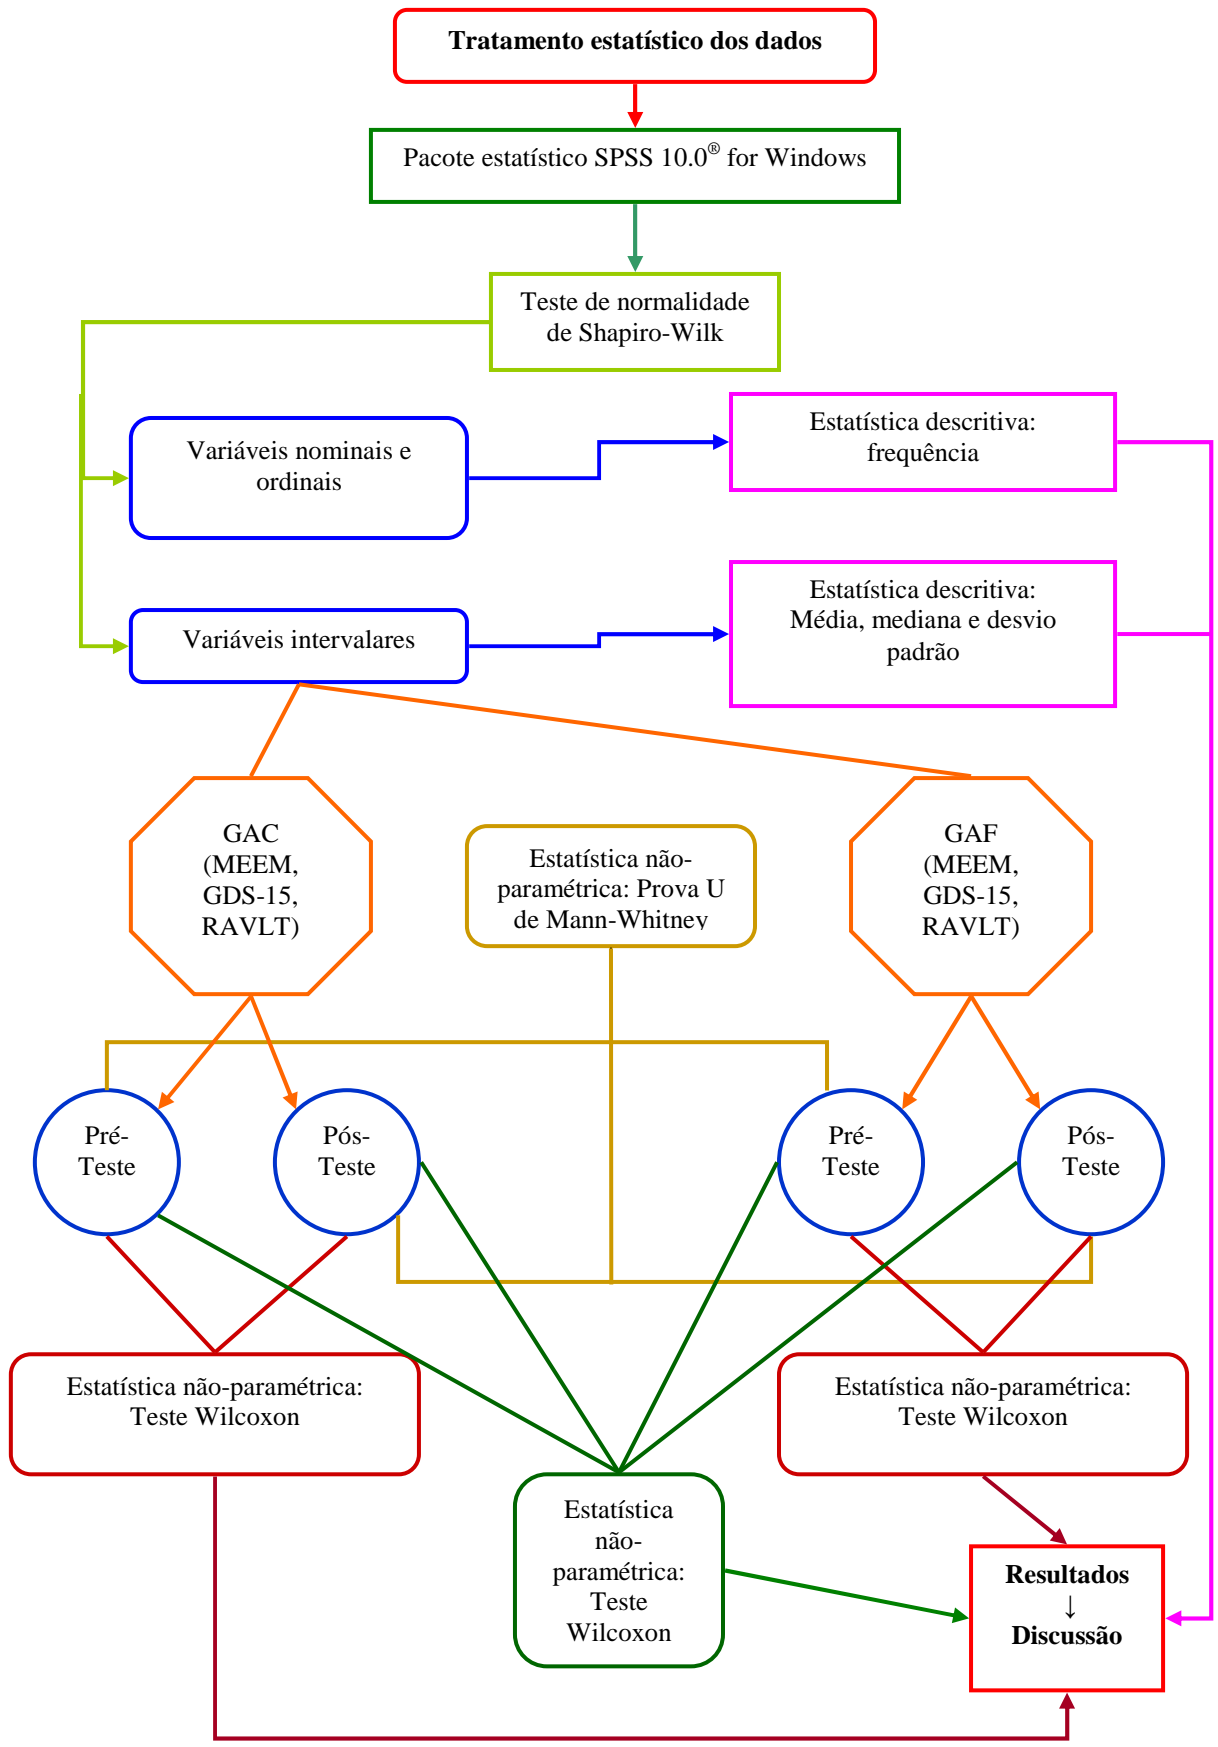 Tratamento estatístico dos dados
Pacote estatístico SPSS 10.0® for Windows
Teste de normalidade
de Shapiro-Wilk
Variáveis nominais e
ordinais
Estatística descritiva:
frequência
Variáveis intervalares
Estatística descritiva:
Média, mediana e desvio
padrão
GAC
(MEEM,
GDS-15,
RAVLT)
Estatística não-
paramétrica: Prova U
de Mann-Whitney
GAF
(MEEM,
GDS-15,
RAVLT)
Pré-
Teste
Pós-
Teste
Pré-
Teste
Pós-
Teste
Estatística não-paramétrica:
Teste Wilcoxon
Estatística não-paramétrica:
Teste Wilcoxon
Estatística
não-
paramétrica:
Teste
Wilcoxon
Resultados
↓
Discussão